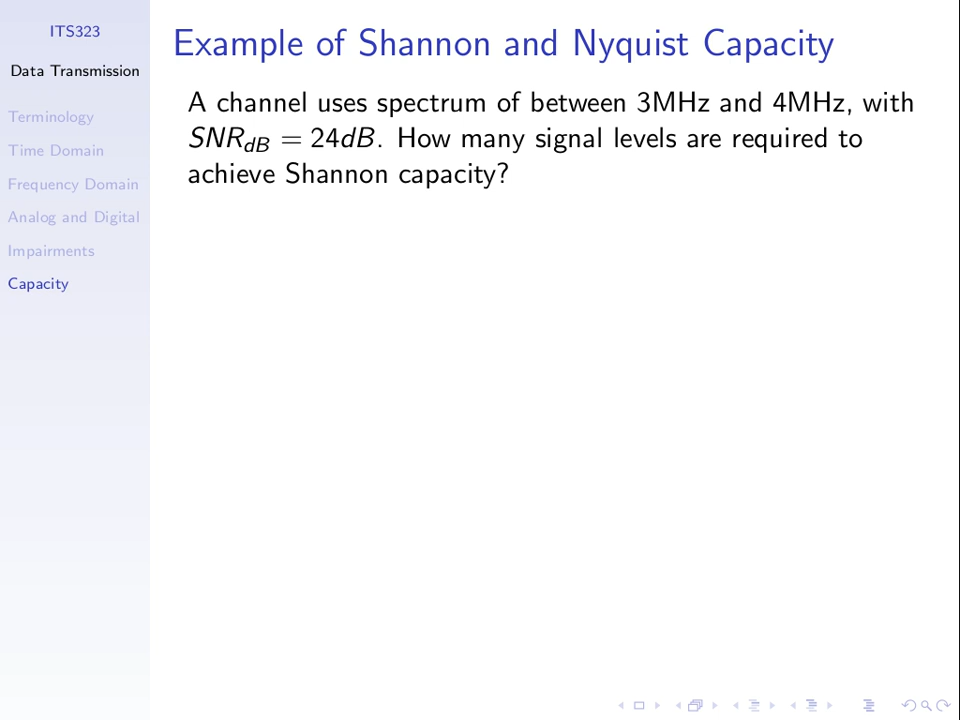 ITS323
Data Transmission
Terminology
Time Domain
Frequency Domain
Analog and Digital
Impairments
Capacity
Example of Shannon and Nyquist Capacity
A channel uses spectrum of between 3MHz and 4MHz, with
SNRdB = 24dB. How many signal levels are required to
achieve Shannon capacity?